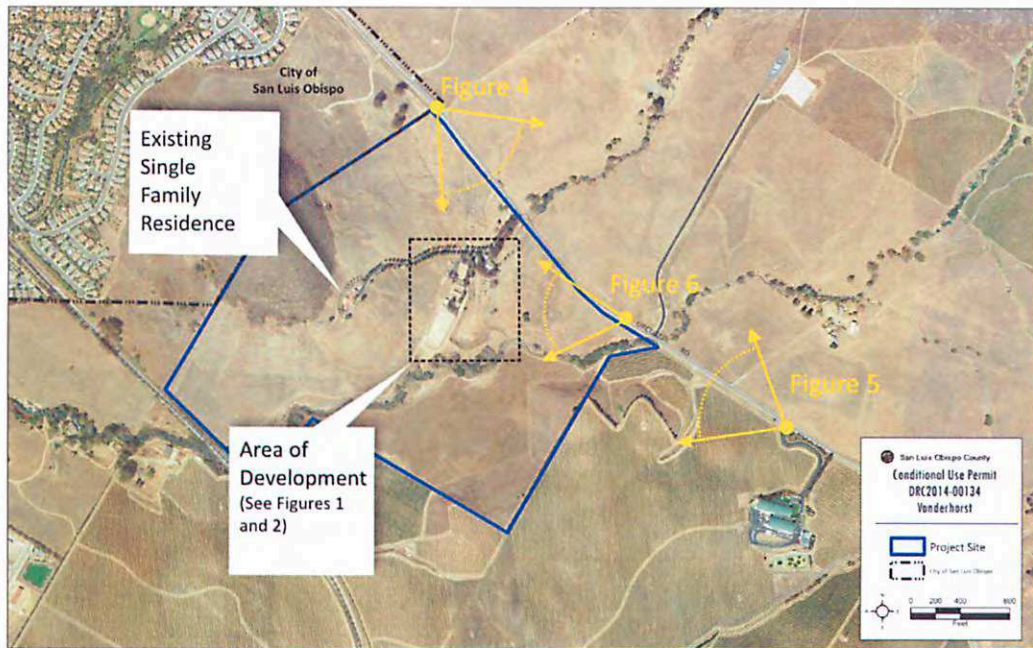 City of
San Luis Obispo
Figure 4
Existing
Single
Family
Residence
Figure 6
Figure 5
Area of
Development
(See Figures 1
and 2)
San Luis Obispo County
Conditional Use Permit
DRC2014-00134
Vanderhorst
Project Site
City of San Luis Obispo
0 200 400 800
Feet